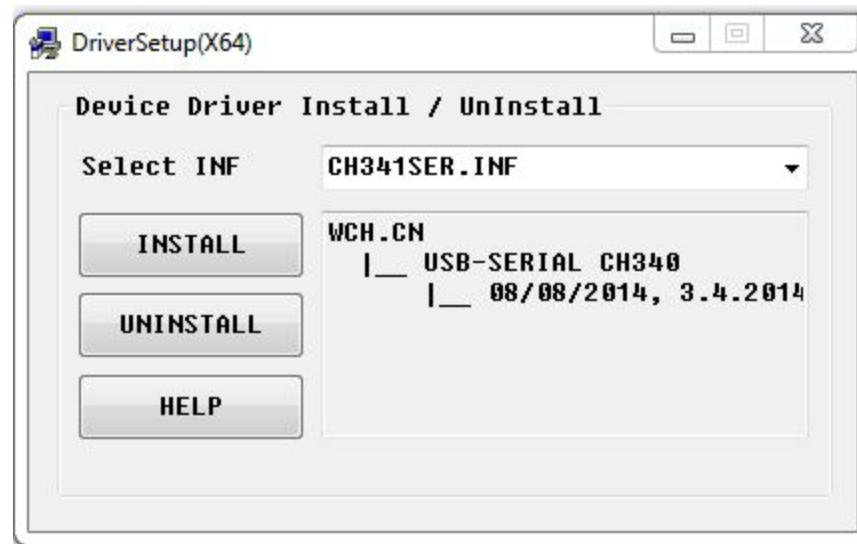 DriverSetup(X64)
Device Driver Install / UnInstall
Select INF CH341SER.INF
INSTALL
UNINSTALL
HELP
WCH.CN
|__ USB-SERIAL CH340
|__ 08/08/2014, 3.4.2014